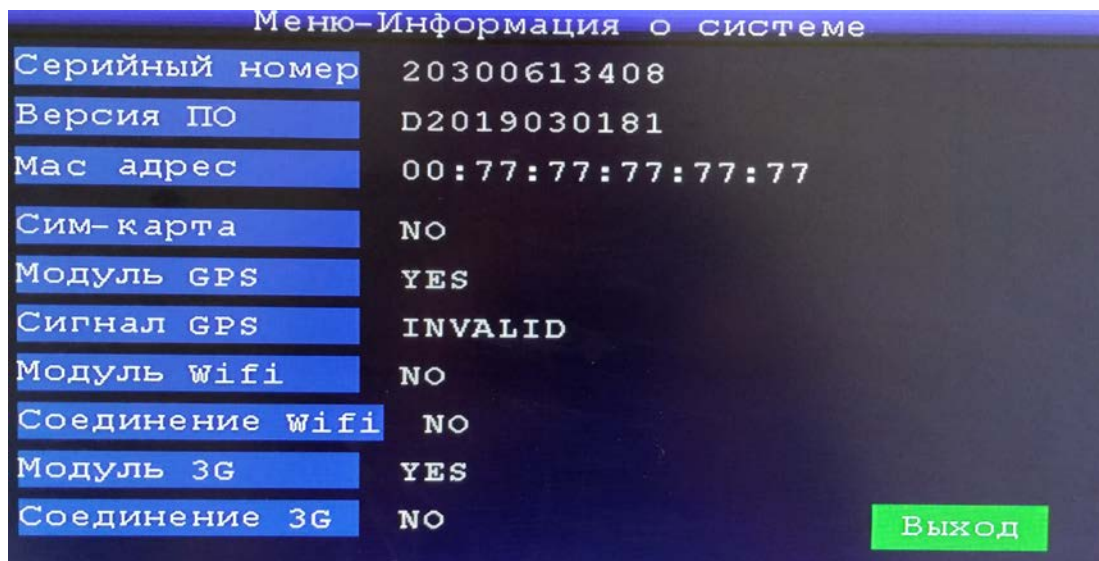 Меню-Информация о системе
Серийный номер 20300613408
Версия ПО D2019030181
Мас адрес 00:77:77:77:77:77
Сим-карта NO
Модуль GPS YES
Сигнал GPS INVALID
Модуль Wifi NO
Соединение Wifi NO
Модуль 3G YES
Соединение 3G NO
Выход